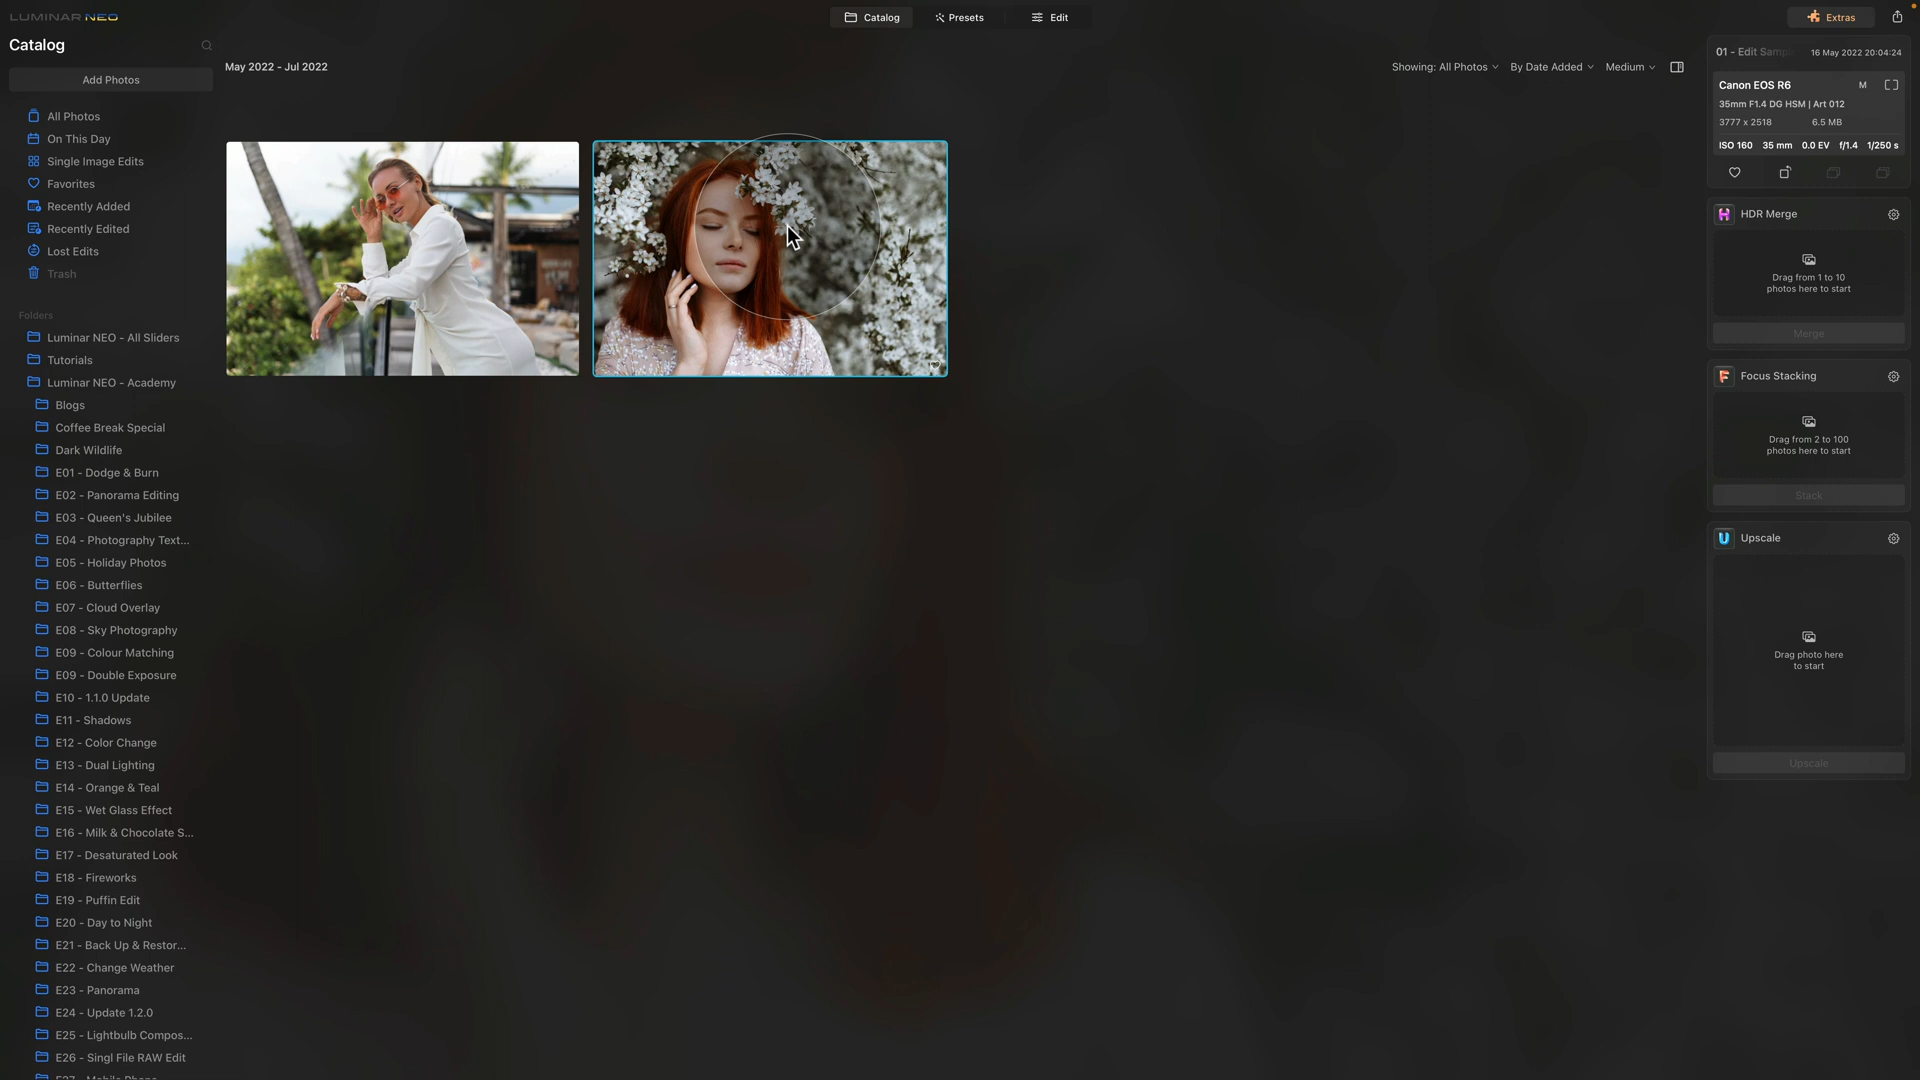 LUMINAR NEO
Catalog
Presets
Edit
Extras
Catalog
Add Photos
All Photos
On This Day
Single Image Edits
Favorites
Recently Added
Recently Edited
Lost Edits
Trash
Folders
Luminar NEO - All Sliders
Tutorials
Luminar NEO - Academy
Blogs
Coffee Break Special
Dark Wildlife
E01 - Dodge & Burn
E02 - Panorama Editing
E03 - Queen's Jubilee
E04 - Photography Text...
E05 - Holiday Photos
E06 - Butterflies
E07 - Cloud Overlay
E08 - Sky Photography
E09 - Colour Matching
E09 - Double Exposure
E10 - 1.1.0 Update
E11 - Shadows
E12 - Color Change
E13 - Dual Lighting
E14 - Orange & Teal
E15 - Wet Glass Effect
E16 - Milk & Chocolate S...
E17 - Desaturated Look
E18 - Fireworks
E19 - Puffin Edit
E20 - Day to Night
E21 - Back Up & Restor...
E22 - Change Weather
E23 - Panorama
E24 - Update 1.2.0
E25 - Lightbulb Compos...
E26 - Singl File RAW Edit
May 2022 - Jul 2022
Showing: All Photos
By Date Added
Medium
01 - Edit Samp
16 May 2022 20:04:24
Canon EOS R6
M
35mm F1.4 DG HSM | Art 012
3777 x 2518
6.5 MB
ISO 160
35 mm
0.0 EV
f/1.4
1/250 s
HDR Merge
Drag from 1 to 10
photos here to start
Merge
Focus Stacking
Drag from 2 to 100
photos here to start
Stack
Upscale
Drag photo here
to start
Upscale